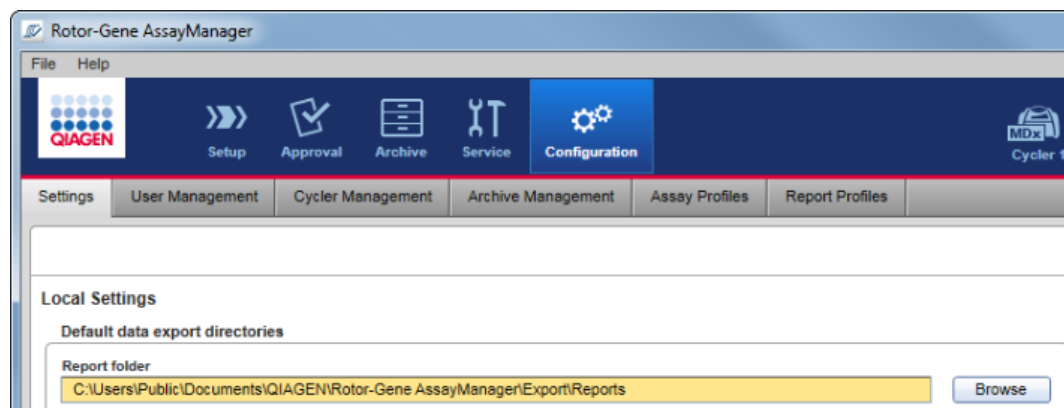 Rotor-Gene AssayManager
File Help
QIAGEN
MDx
Setup Approval Archive Service Configuration Cycler 1
Settings User Management Cycler Management Archive Management Assay Profiles Report Profiles
Local Settings
Default data export directories
Report folder
C:\Users\Public\Documents\QIAGEN\Rotor-Gene AssayManager\Export\Reports Browse